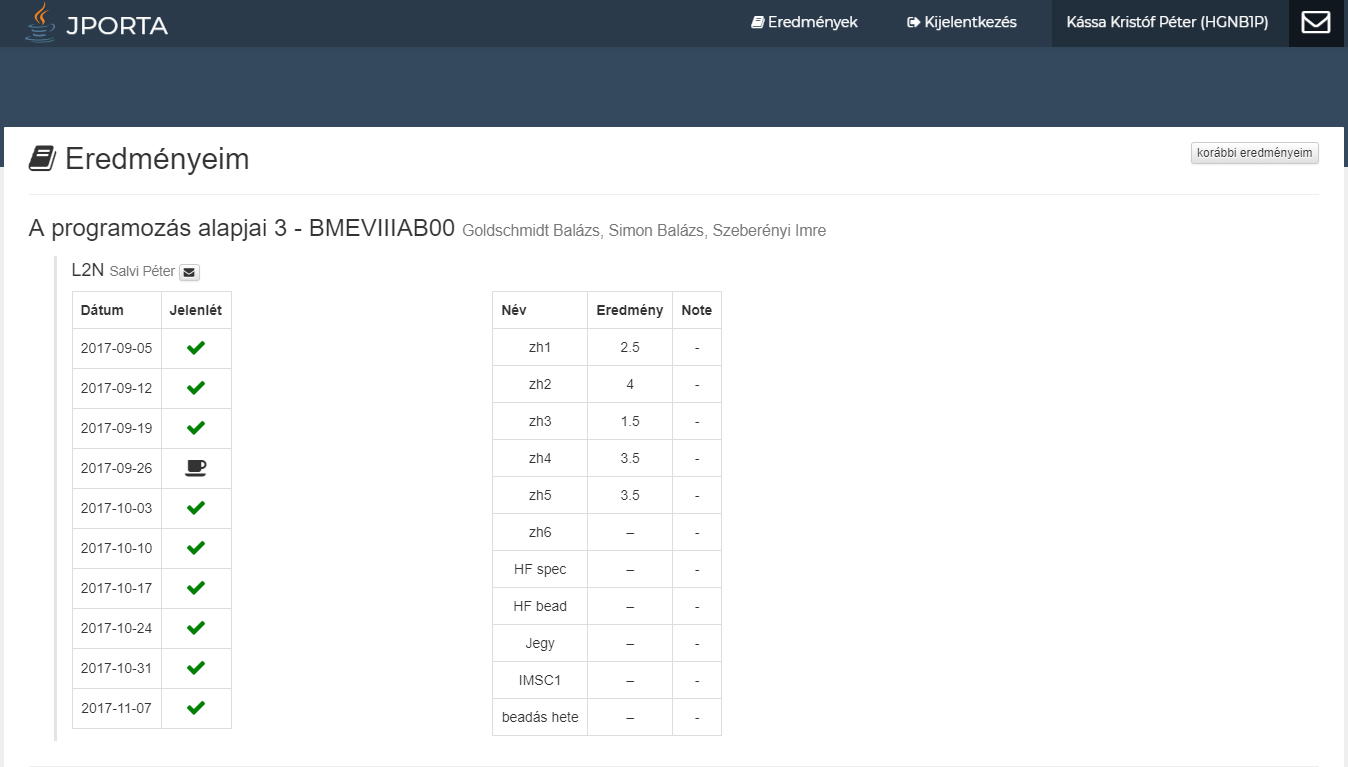 JPORTA
Eredmények Kijelentkezés Kássa Kristóf Péter (HGNB1P)
Eredményeim
korábbi eredményeim
A programozás alapjai 3 - BMEVIIIAB00 Goldschmidt Balázs, Simon Balázs, Szeberényi Imre
L2N Salvi Péter
Dátum Jelenlét
2017-09-05
2017-09-12
2017-09-19
2017-09-26
2017-10-03
2017-10-10
2017-10-17
2017-10-24
2017-10-31
2017-11-07
Név Eredmény Note
zh1 2.5 -
zh2 4 -
zh3 1.5 -
zh4 3.5 -
zh5 3.5 -
zh6 – -
HF spec – -
HF bead – -
Jegy – -
IMSC1 – -
beadás hete – -